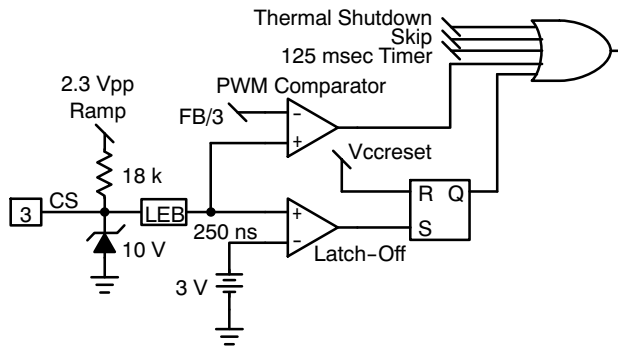 Thermal Shutdown
Skip
125 msec Timer
2.3 Vpp
Ramp
PWM Comparator
FB/3
-
+
Vccreset
18 k
3
CS
LEB
R Q
S
250 ns
+
-
10 V
Latch-Off
3 V